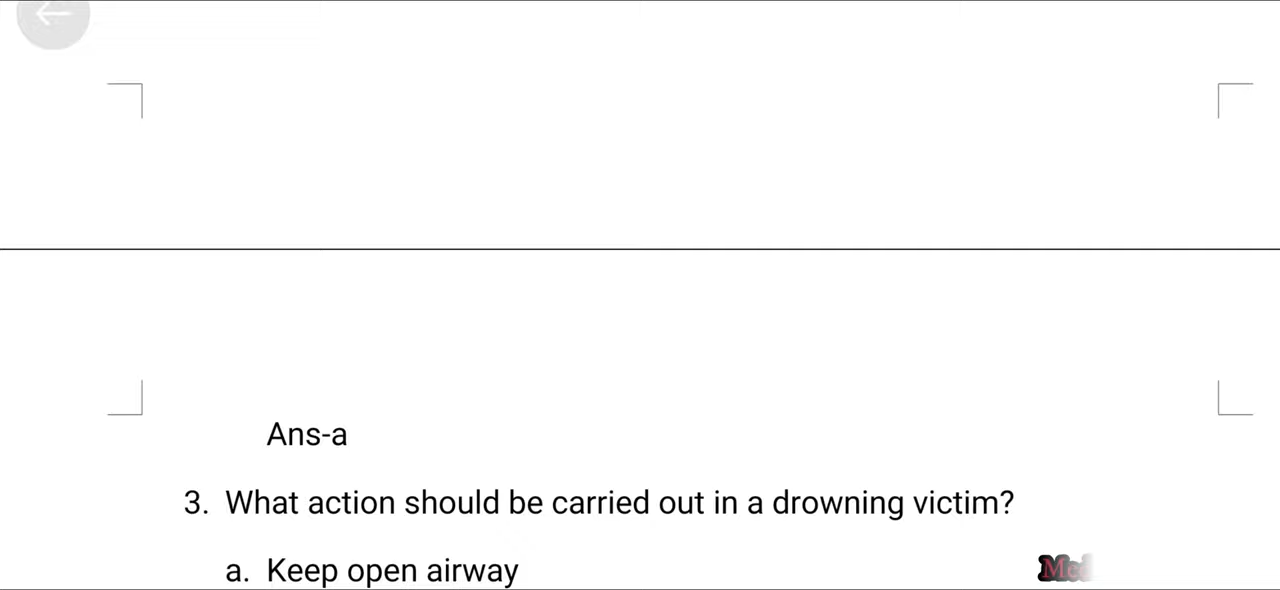 Ans-a
3. What action should be carried out in a drowning victim?
a. Keep open airway